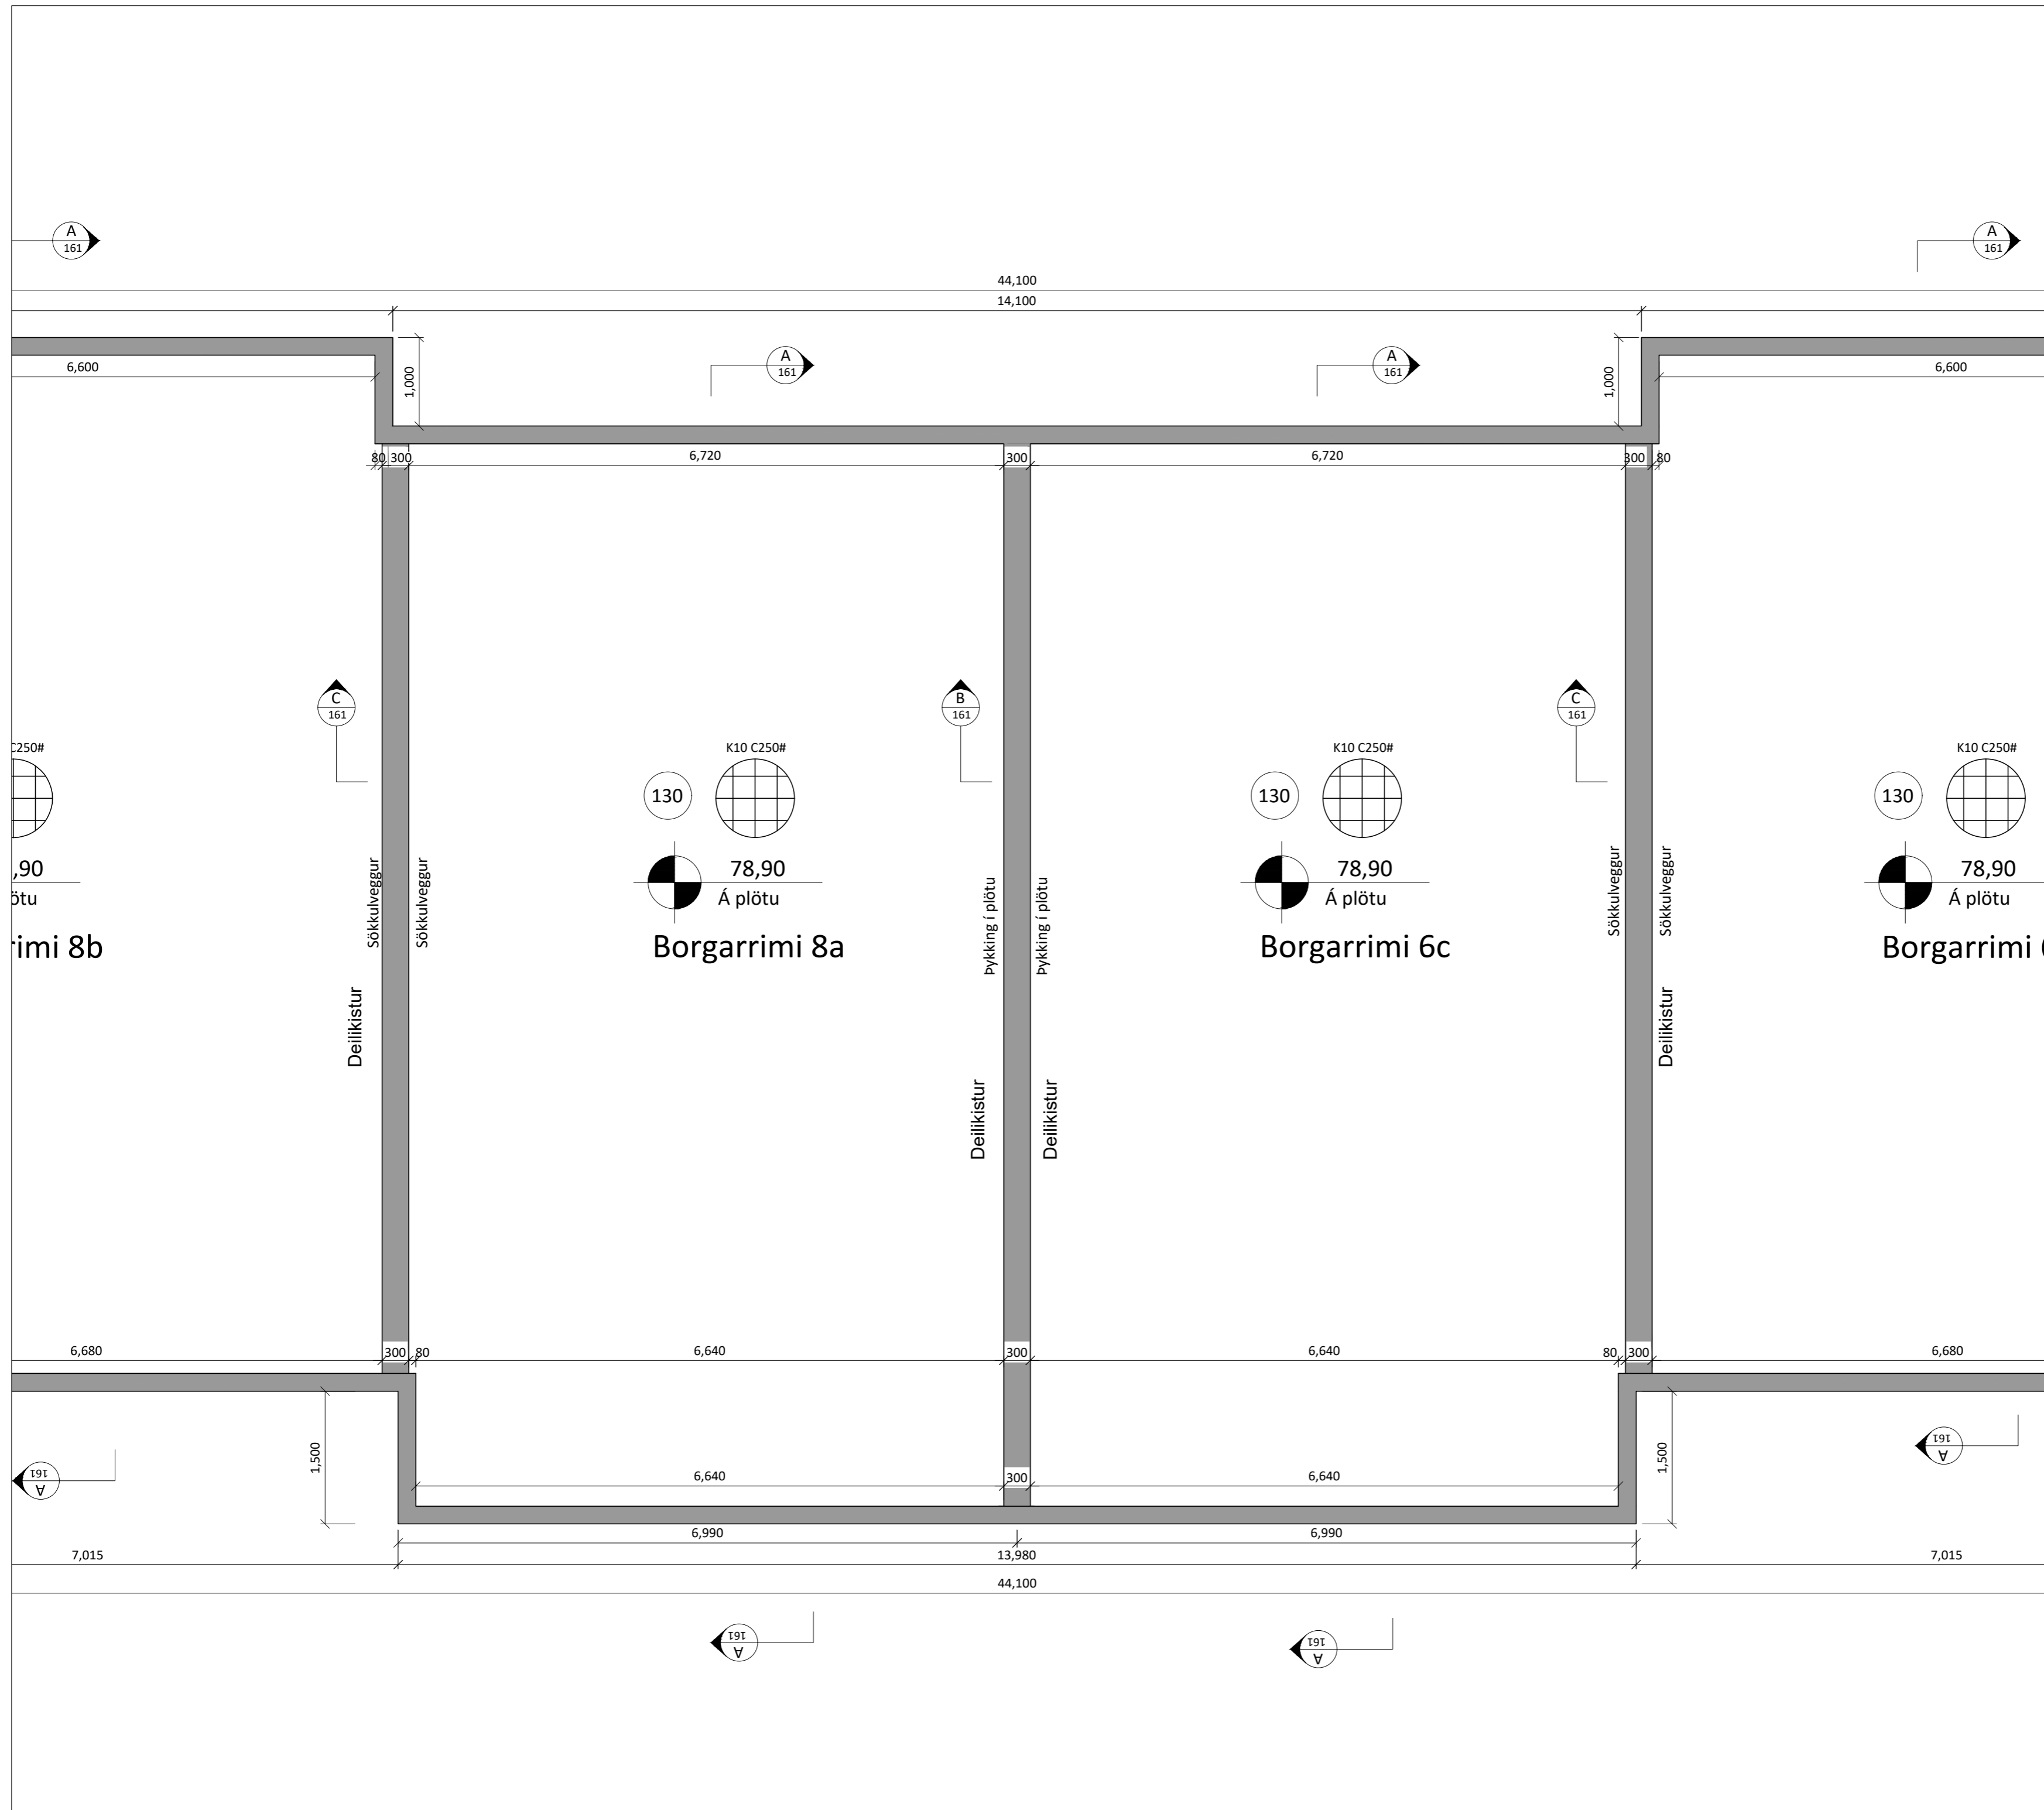 A
161
A
161
44,100
14,100
A
161
A
161
6,600
1,000
1,000
6,600
80 300
6,720
300
6,720
300 80
C
161
B
161
C
161
C250#
K10 C250#
K10 C250#
K10 C250#
130
130
130
,90
ötu
78,90
Á plötu
78,90
Á plötu
78,90
Á plötu
Sökkulveggur
Sökkulveggur
Þykking í plötu
Þykking í plötu
Sökkulveggur
Sökkulveggur
rimi 8b
Borgarrimi 8a
Borgarrimi 6c
Borgarrimi
Deilikistur
Deilikistur
Deilikistur
Deilikistur
6,680
300 80
6,640
300
6,640
80 300
6,680
1,500
1,500
161
A
161
A
6,640
300
6,640
6,990
6,990
7,015
13,980
7,015
44,100
161
A
161
A